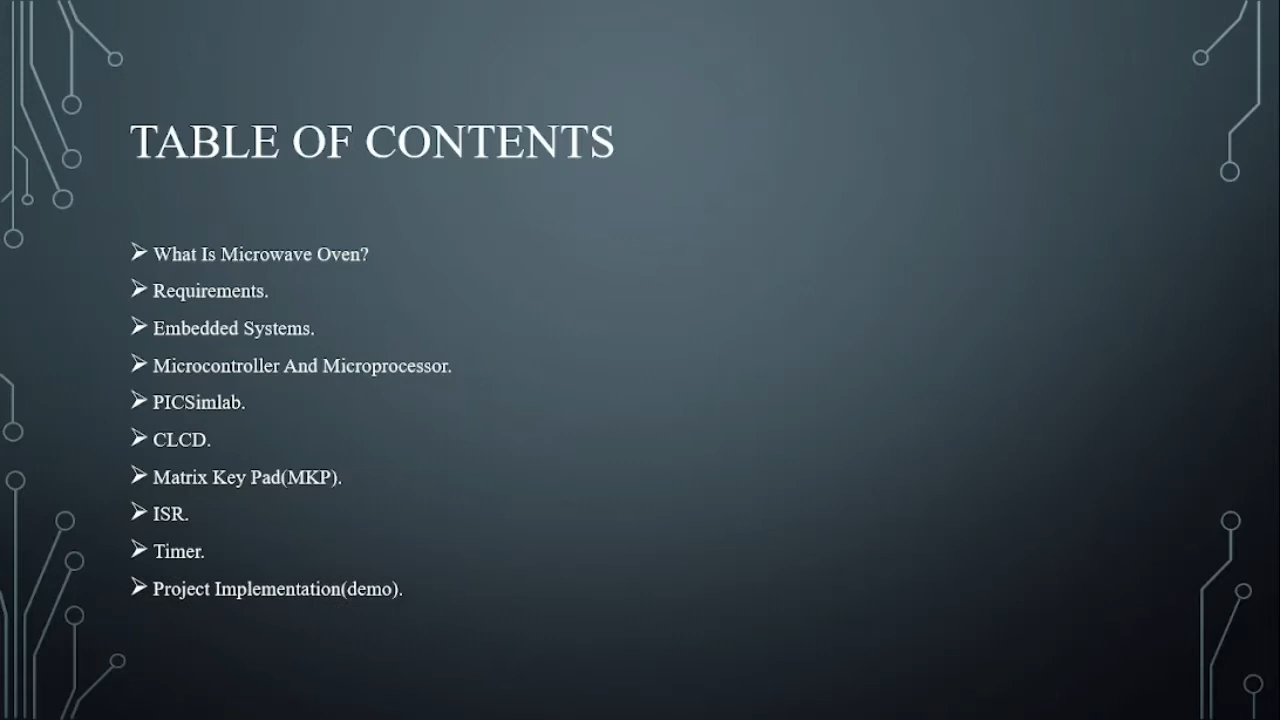 TABLE OF CONTENTS
What Is Microwave Oven?
Requirements.
Embedded Systems.
Microcontroller And Microprocessor.
PICSimlab.
CLCD.
Matrix Key Pad(MKP).
ISR.
Timer.
Project Implementation(demo).